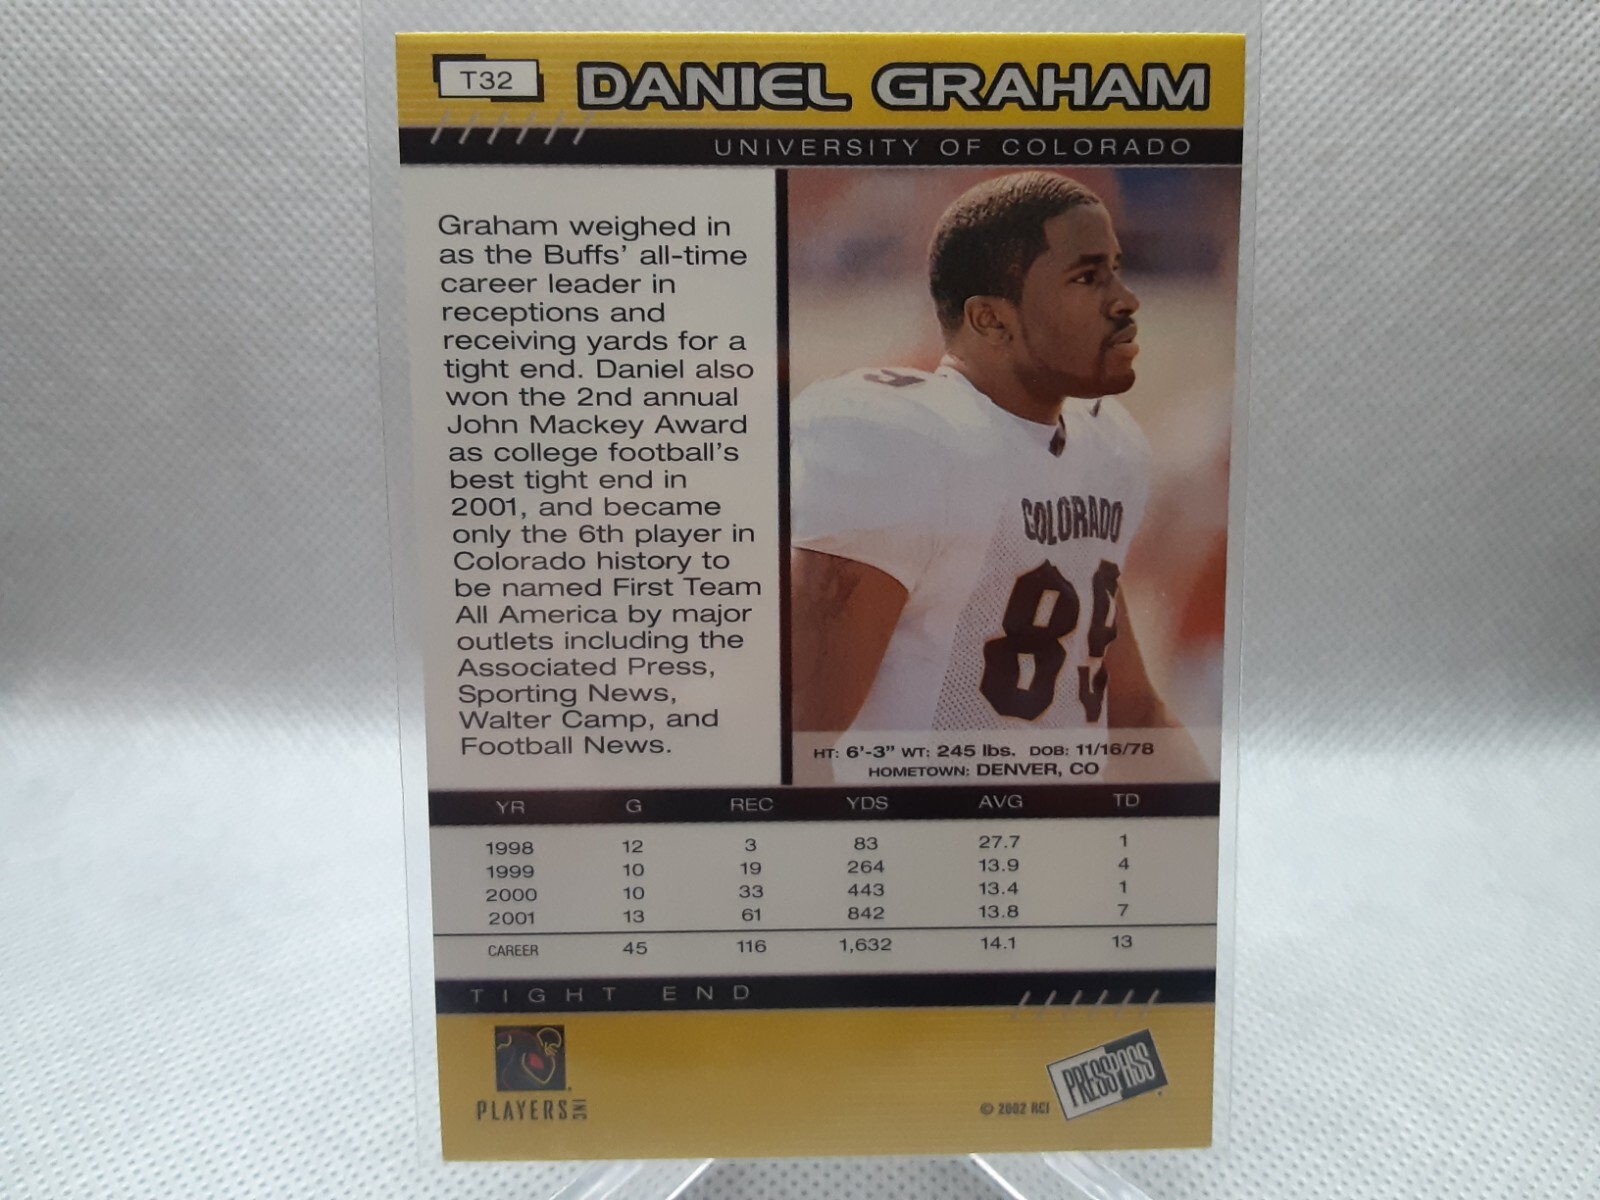 T32 DANIEL GRAHAM
UNIVERSITY OF COLORADO
Graham weighed in
as the Buffs' all-time
career leader in
receptions and
receiving yards for a
tight end. Daniel also
won the 2nd annual
John Mackey Award
as college football's
best tight end in
2001, and became
only the 6th player in
Colorado history to
be named First Team
All America by major
outlets including the
Associated Press,
Sporting News,
Walter Camp, and
Football News.
COLORADO
89
HT: 6'-3" WT: 245 lbs. DOB: 11/16/78
HOMETOWN: DENVER, CO
YR G REC YDS AVG TD
1998 12 3 83 27.7 1
1999 10 19 264 13.9 4
2000 10 33 443 13.4 1
2001 13 61 842 13.8 7
CAREER 45 116 1,632 14.1 13
TIGHT END
PLAYERS INC
© 2002 RCI
PRESS PASS